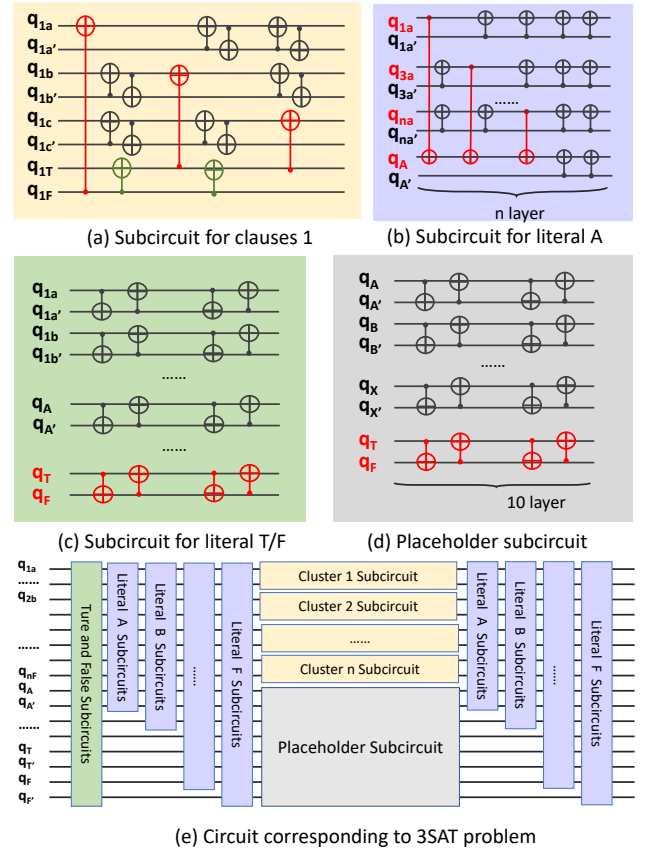 q1a
q1a'
q1b
q1b'
q1c
q1c'
q1T
q1F
(a) Subcircuit for clauses 1
q1a
q1a'
q3a
q3a'
......
qna
qna'
qA
qA'
n layer
(b) Subcircuit for literal A
q1a
q1a'
q1b
q1b'
......
qA
qA'
......
qT
qF
(c) Subcircuit for literal T/F
qA
qA'
qB
qB'
......
qX
qX'
qT
qF
10 layer
(d) Placeholder subcircuit
q1a
......
q2b
......
qnF
qA
qA'
......
qT
qT'
qF
qF'
Ture and False Subcircuits
Literal A Subcircuits
Literal B Subcircuits
......
Literal F Subcircuits
Cluster 1 Subcircuit
Cluster 2 Subcircuit
......
Cluster n Subcircuit
Placeholder Subcircuit
Literal A Subcircuits
Literal B Subcircuits
......
Literal F Subcircuits
(e) Circuit corresponding to 3SAT problem